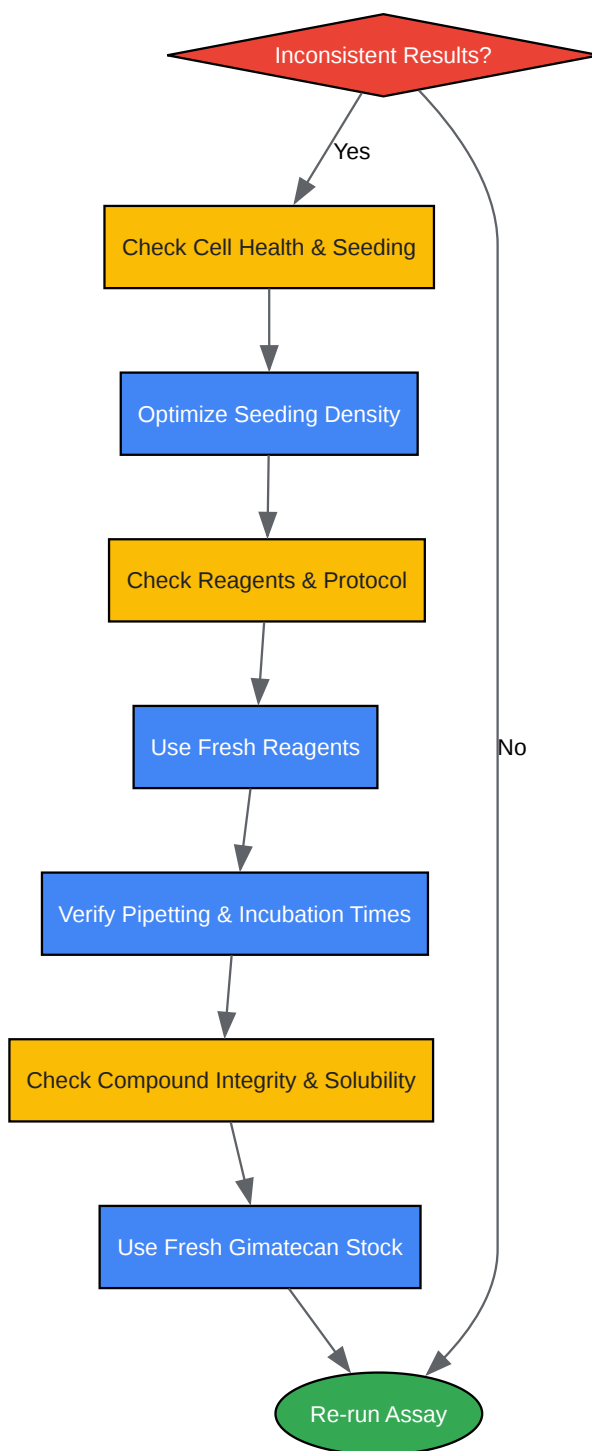 Inconsistent Results?
Yes
Check Cell Health & Seeding
Optimize Seeding Density
Check Reagents & Protocol
Use Fresh Reagents
No
Verify Pipetting & Incubation Times
Check Compound Integrity & Solubility
Use Fresh Gimatecan Stock
Re-run Assay